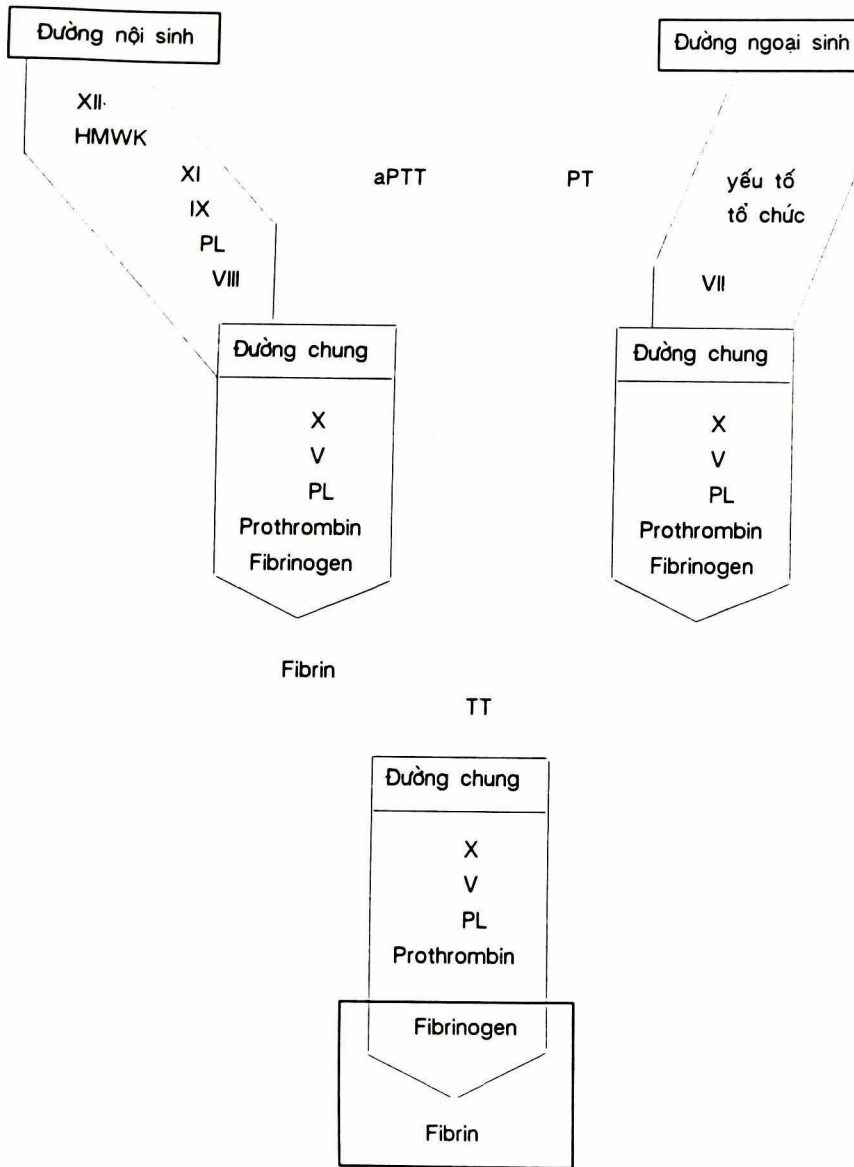 Đường nội sinh
Đường ngoại sinh
XII
HMWK
XI
IX
PL
VIII
aPTT
PT
yếu tố
tổ chức
VII
Đường chung
X
V
PL
Prothrombin
Fibrinogen
Đường chung
X
V
PL
Prothrombin
Fibrinogen
Fibrin
TT
Đường chung
X
V
PL
Prothrombin
Fibrinogen
Fibrin